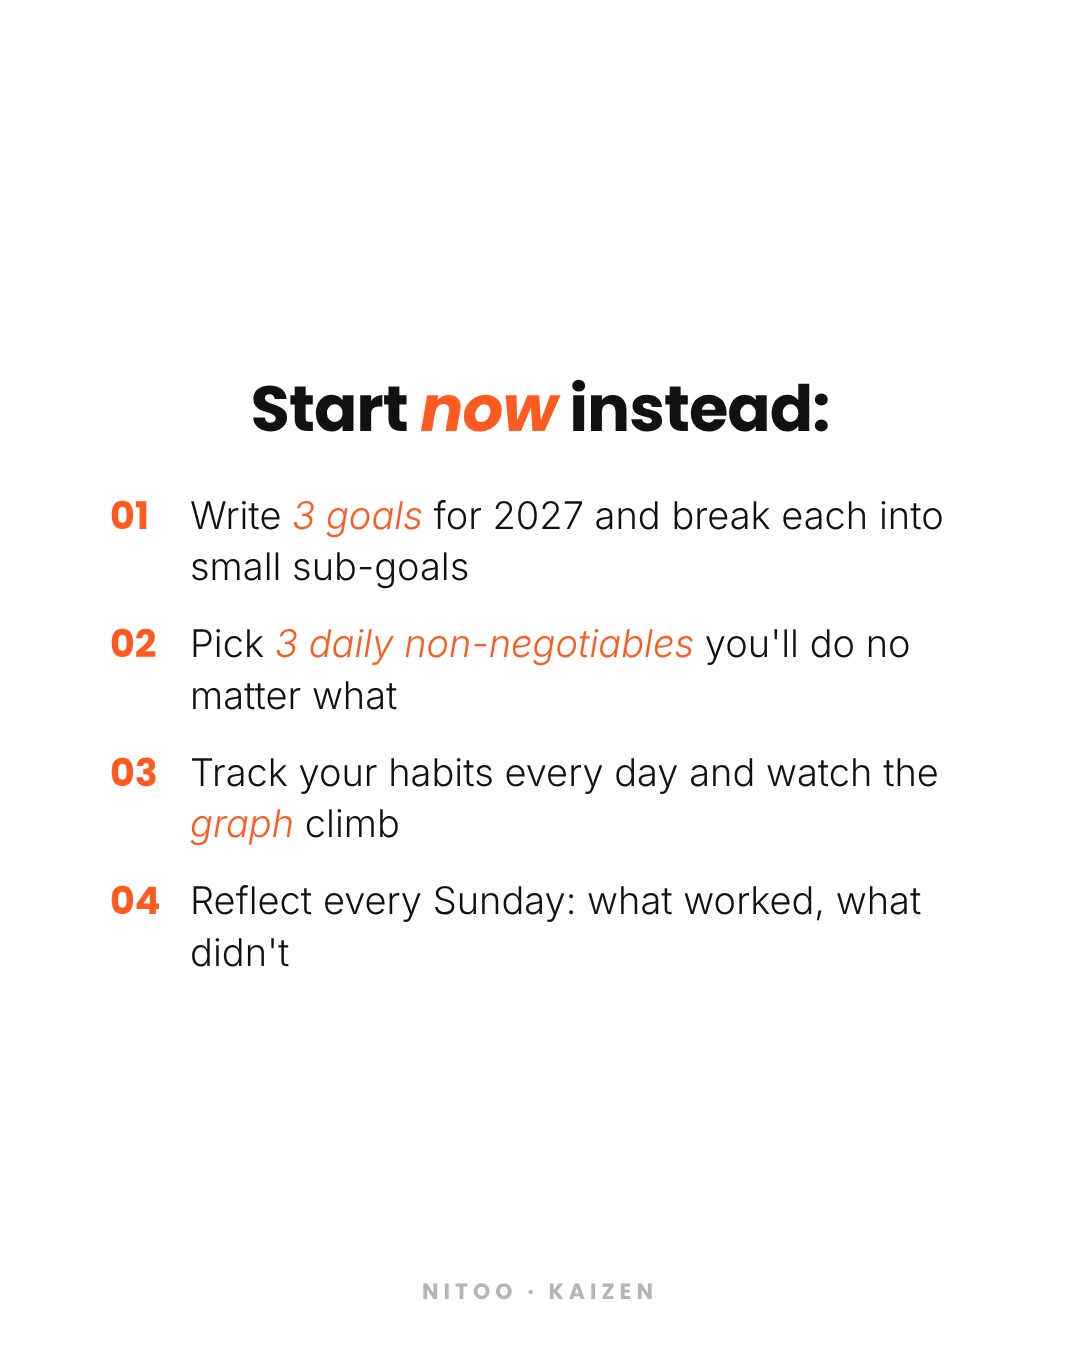 Start now instead:
01 Write 3 goals for 2027 and break each into
small sub-goals
02 Pick 3 daily non-negotiables you'll do no
matter what
03 Track your habits every day and watch the
graph climb
04 Reflect every Sunday: what worked, what
didn't
NITOO · KAIZEN